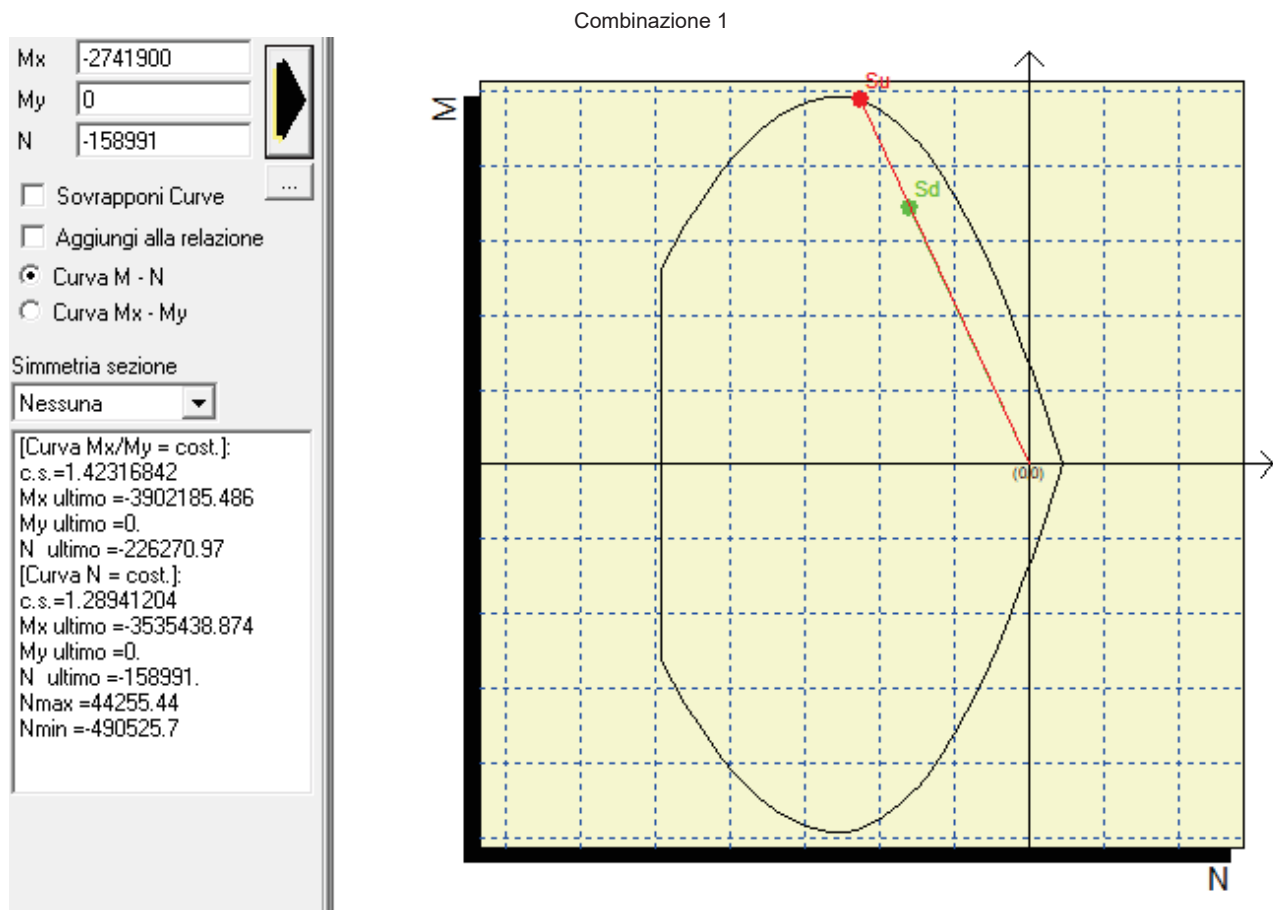 Combinazione 1
Mx -2741900
My 0
N -158991
...
Sovrapponi Curve
Aggiungi alla relazione
Curva M - N
Curva Mx - My
Simmetria sezione
Nessuna
[Curva Mx/My = cost.]:
c.s.=1.42316842
Mx ultimo =-3902185.486
My ultimo =0.
N ultimo =-226270.97
[Curva N = cost.]:
c.s.=1.28941204
Mx ultimo =-3535438.874
My ultimo =0.
N ultimo =-158991.
Nmax =44255.44
Nmin =-490525.7
M
Su
Sd
(0,0)
N